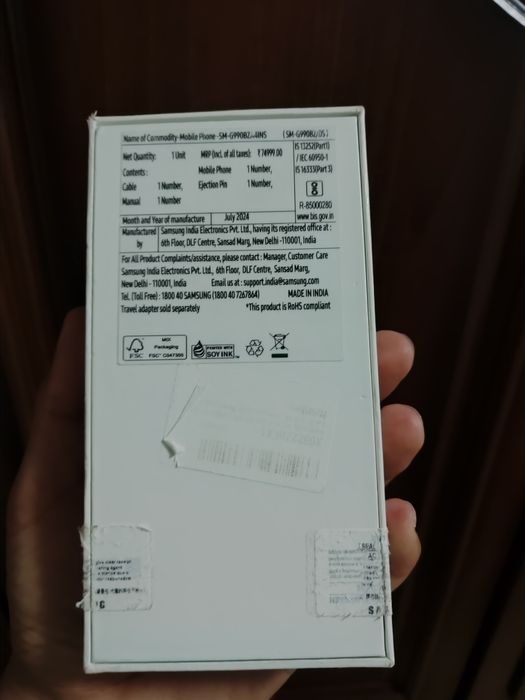 Name of Commodity-Mobile Phone -SM-G990B2 (SM-G990B2/DS)
Net Quantity: 1 Unit MRP (Incl. of all taxes): ₹74999.00
Contents: Mobile Phone 1 Number,
Cable 1 Number, Ejection Pin 1 Number,
Manual 1 Number
IS 13252(Part1)
/ IEC 60950-1
IS 16333(Part 3)
R-85000280
www.bis.gov.in
Month and Year of manufacture July 2024
Manufactured by Samsung India Electronics Pvt. Ltd., having its registered office at :
6th Floor, DLF Centre, Sansad Marg, New Delhi -110001, India
For All Product Complaints/assistance, please contact : Manager, Customer Care
Samsung India Electronics Pvt. Ltd., 6th Floor, DLF Centre, Sansad Marg,
New Delhi - 110001, India Email us at : support.india@samsung.com
Tel. (Toll Free) : 1800 40 SAMSUNG (1800 40 7267864) MADE IN INDIA
Travel adapter sold separately *This product is RoHS compliant
FSC
MIX
Packaging
FSC® C047305
PRINTED WITH
SOY INK